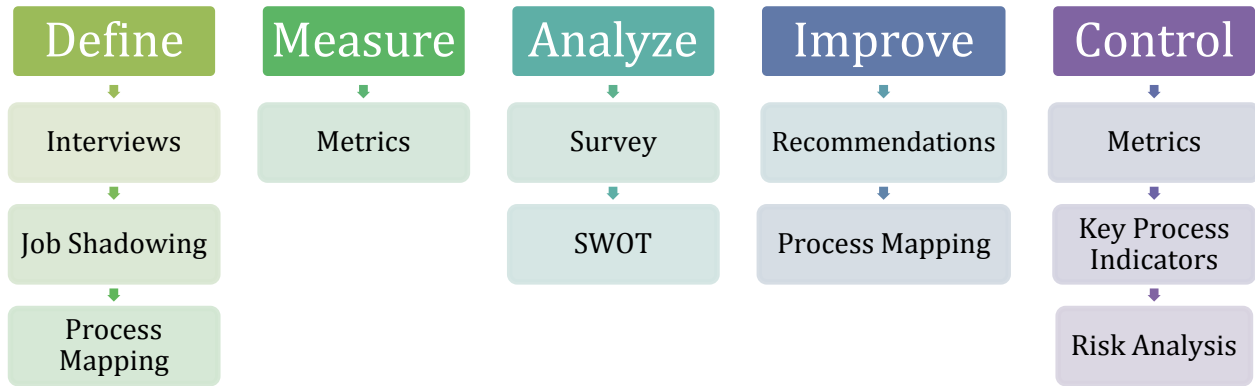 Define
Interviews
Job Shadowing
Process
Mapping
Measure
Metrics
Analyze
Survey
SWOT
Improve
Recommendations
Process Mapping
Control
Metrics
Key Process
Indicators
Risk Analysis